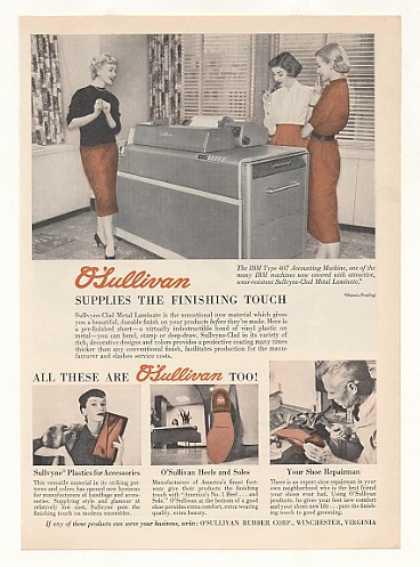 The IBM Type 407 Accounting Machine, one of the
many IBM machines now covered with attractive,
wear-resistant Sullvyne-Clad Metal Laminate.*
O'Sullivan
SUPPLIES THE FINISHING TOUCH
Sullvyne-Clad Metal Laminate is the sensational new material which gives
you a beautiful, durable finish on your products before they're made. Here is
a pre-finished sheet—a virtually indestructible bond of vinyl plastic on
metal—you can bend, stamp or deep-draw. Sullvyne-Clad in its variety of
rich, decorative designs and colors provides a protective coating many times
thicker than any conventional finish, facilitates production for the manu-
facturer and slashes service costs.
ALL THESE ARE O'Sullivan TOO!
Sullvyne* Plastics for Accessories
This versatile material in its striking pat-
terns and colors has opened new horizons
for manufacturers of handbags and acces-
sories. Supplying style and glamour at
relatively low cost, Sullvyne puts the
finishing touch on modern ensembles.
O'Sullivan Heels and Soles
Manufacturers of America's finest foot-
wear give their products the finishing
touch with "America's No. 1 Heel . . . and
Sole." O'Sullivan at the bottom of a good
shoe provides extra comfort, extra wearing
quality, extra beauty.
Your Shoe Repairman
There is an expert shoe repairman in your
own neighborhood who is the best friend
your shoes ever had. Using O'Sullivan
products, he gives your feet new comfort
and your shoes new life . . . puts the finish-
ing touch to good grooming.
If any of these products can serve your business, write: O'SULLIVAN RUBBER CORP., WINCHESTER, VIRGINIA